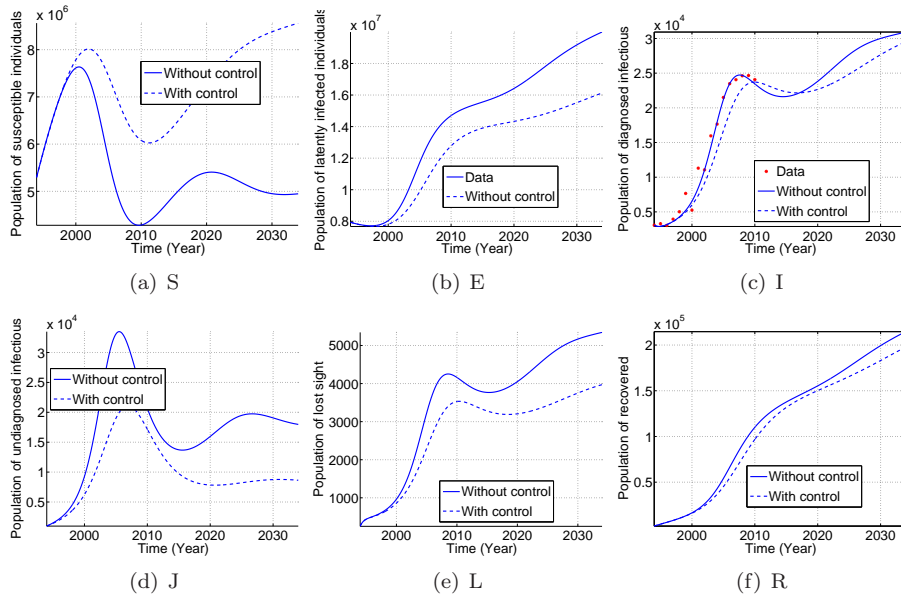 x 10^6
Population of susceptible individuals
8
7
6
5
Without control
With control
2000 2010 2020 2030
Time (Year)
(a) S
x 10^7
Population of latently infected individuals
1.8
1.6
1.4
1.2
1
0.8
Data
Without control
2000 2010 2020 2030
Time (Year)
(b) E
x 10^4
Population of diagnosed infectious
3
2.5
2
1.5
1
0.5
Data
Without control
With control
2000 2010 2020 2030
Time (Year)
(c) I
x 10^4
Population of undiagnosed infectious
3
2.5
2
1.5
1
0.5
Without control
With control
2000 2010 2020 2030
Time (Year)
(d) J
Population of lost sight
5000
4000
3000
2000
1000
Without control
With control
2000 2010 2020 2030
Time (Year)
(e) L
x 10^5
Population of recovered
2
1.5
1
0.5
Without control
With control
2000 2010 2020 2030
Time (Year)
(f) R